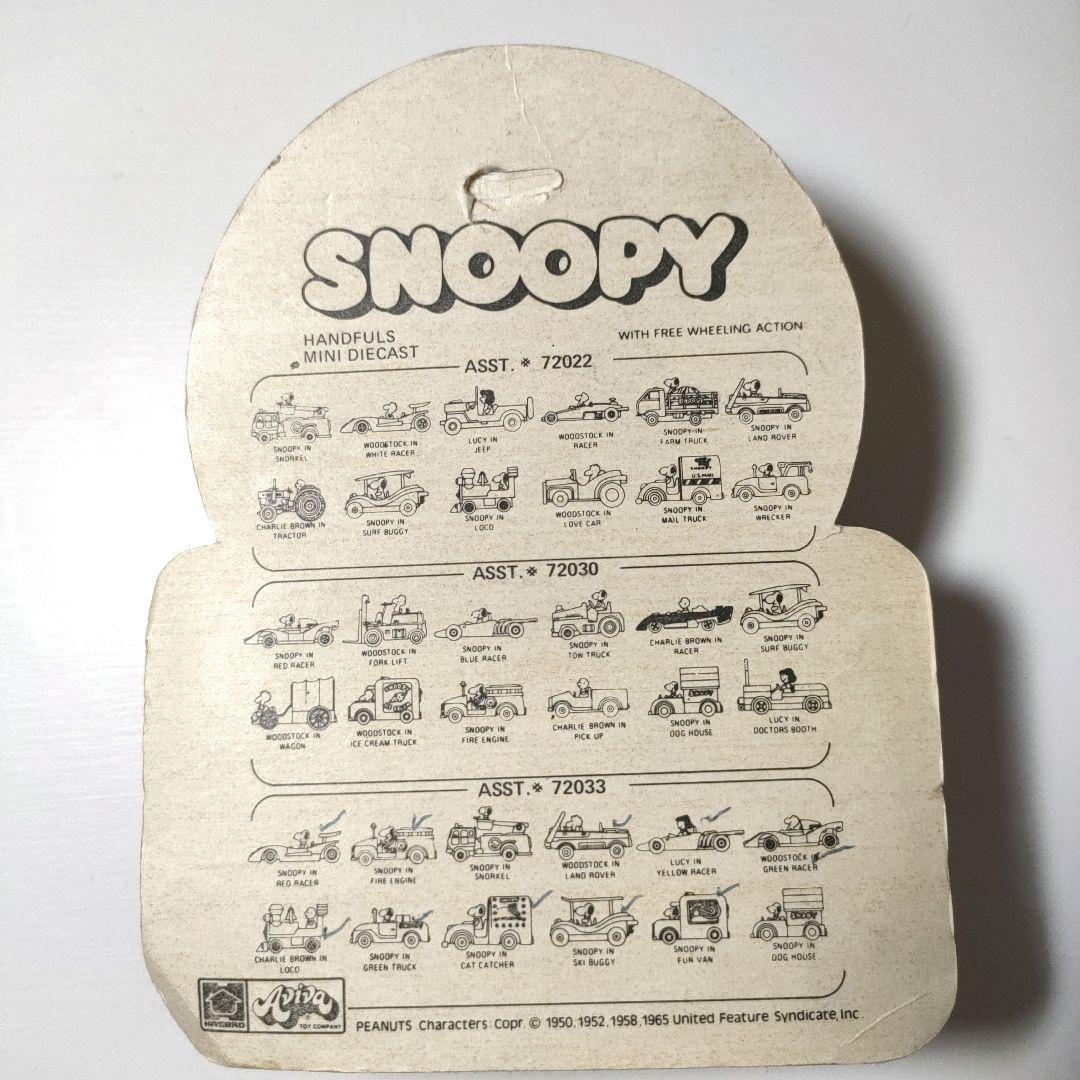 SNOOPY
HANDFULS
MINI DIECAST
WITH FREE WHEELING ACTION
ASST. # 72022
SNOOPY IN
SNORKEL
WOODSTOCK IN
WHITE RACER
LUCY IN
JEEP
WOODSTOCK IN
RACER
SNOOPY IN
FARM TRUCK
SNOOPY IN
LAND ROVER
SNOOPY
U.S. MAIL
CHARLIE BROWN IN
TRACTOR
SNOOPY IN
SURF BUGGY
SNOOPY IN
LOCO
WOODSTOCK IN
LOVE CAR
SNOOPY IN
MAIL TRUCK
SNOOPY IN
WRECKER
ASST. # 72030
SNOOPY IN
RED RACER
WOODSTOCK IN
FORK LIFT
SNOOPY IN
BLUE RACER
SNOOPY IN
TOW TRUCK
CHARLIE BROWN IN
RACER
SNOOPY IN
SURF BUGGY
WOODSTOCK IN
WAGON
SNOOPY
WOODSTOCK IN
ICE CREAM TRUCK
SNOOPY IN
FIRE ENGINE
CHARLIE BROWN IN
PICK UP
SNOOPY
SNOOPY IN
DOG HOUSE
LUCY IN
DOCTORS BOOTH
ASST. # 72033
SNOOPY IN
RED RACER
SNOOPY IN
FIRE ENGINE
SNOOPY IN
SNORKEL
WOODSTOCK IN
LAND ROVER
LUCY IN
YELLOW RACER
WOODSTOCK IN
GREEN RACER
CHARLIE BROWN IN
LOCO
SNOOPY IN
GREEN TRUCK
SNOOPY IN
CAT CATCHER
SNOOPY IN
SKI BUGGY
SNOOPY IN
FUN VAN
SNOOPY
SNOOPY IN
DOG HOUSE
HASBRO
Aviva
TOY COMPANY
PEANUTS Characters: Copr. © 1950, 1952, 1958, 1965 United Feature Syndicate, Inc.